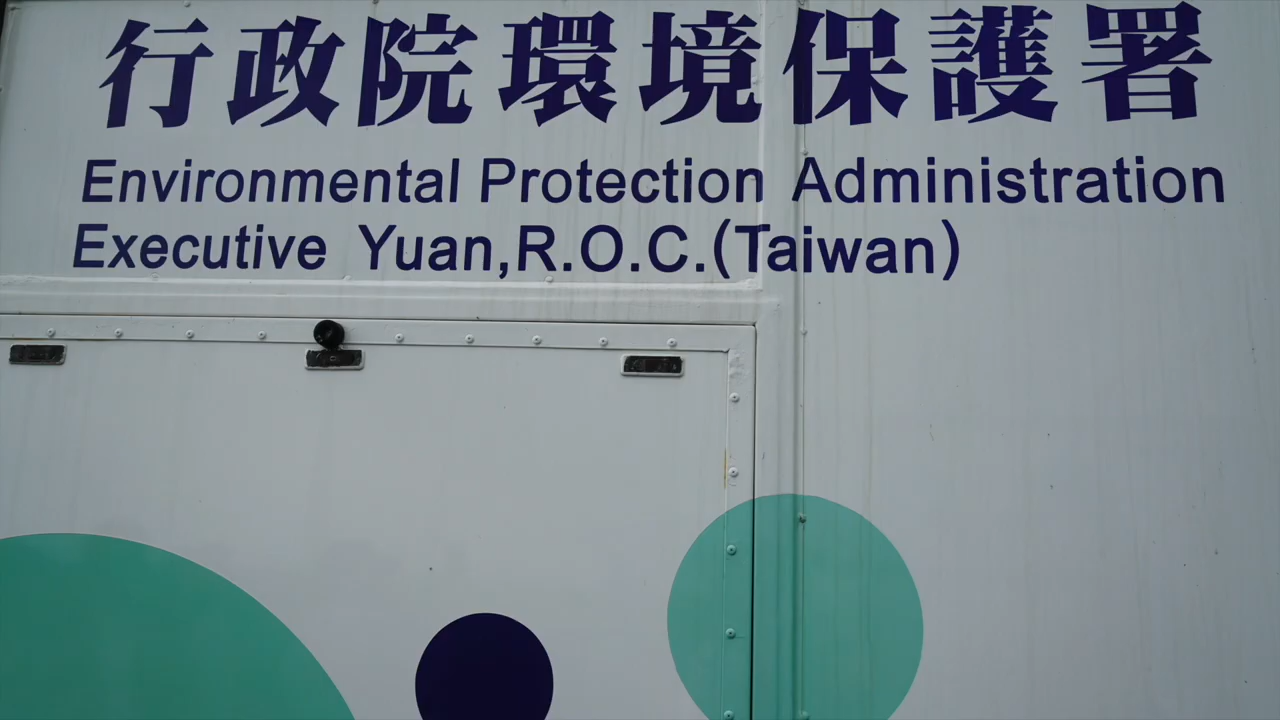 行政院環境保護署
Environmental Protection Administration
Executive Yuan,R.O.C.(Taiwan)